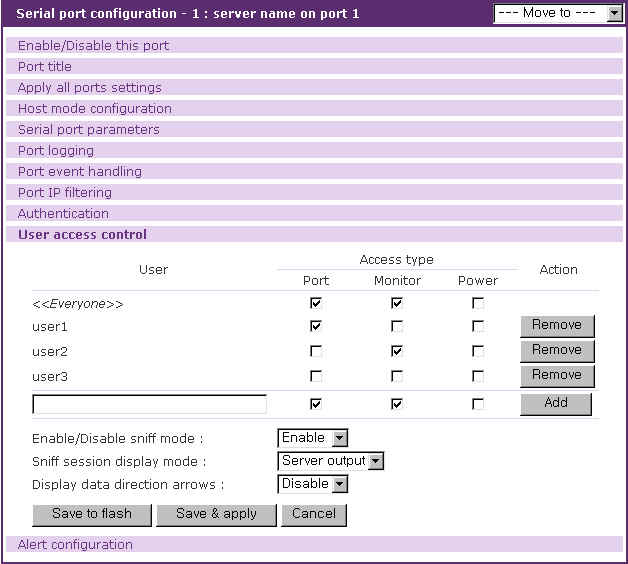 Serial port configuration - 1 : server name on port 1
--- Move to ---
Enable/Disable this port
Port title
Apply all ports settings
Host mode configuration
Serial port parameters
Port logging
Port event handling
Port IP filtering
Authentication
User access control
User Access type Action
Port Monitor Power
<<Everyone>>
user1 Remove
user2 Remove
user3 Remove
Add
Enable/Disable sniff mode : Enable
Sniff session display mode : Server output
Display data direction arrows : Disable
Save to flash Save & apply Cancel
Alert configuration